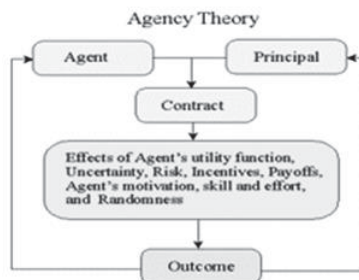 Agency Theory
Agent
Principal
Contract
Effects of Agent's utility function,
Uncertainty, Risk, Incentives, Payoffs,
Agent's motivation, skill and effort,
and Randomness
Outcome